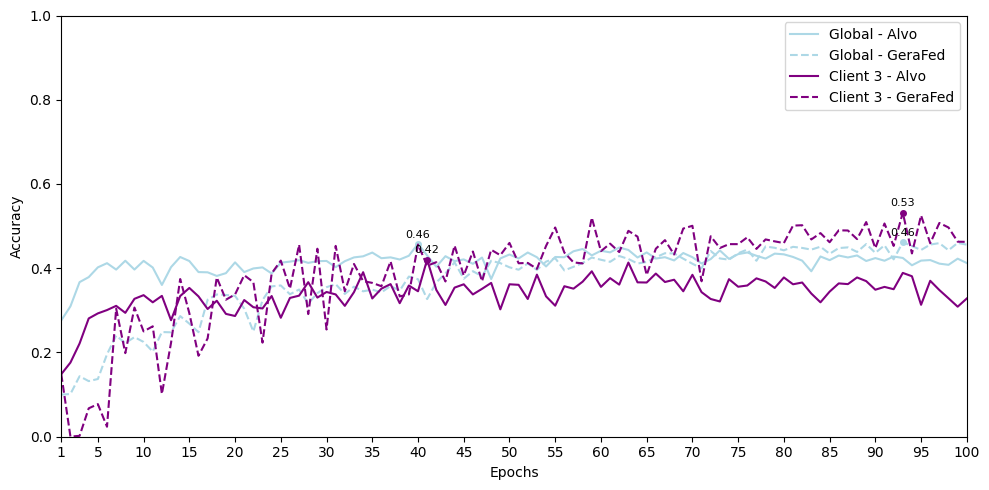 1.0
0.8
0.6
0.4
0.2
0.0
Accuracy
Global - Alvo
Global - GeraFed
Client 3 - Alvo
Client 3 - GeraFed
0.46
0.42
0.53
0.46
1 5 10 15 20 25 30 35 40 45 50 55 60 65 70 75 80 85 90 95 100
Epochs